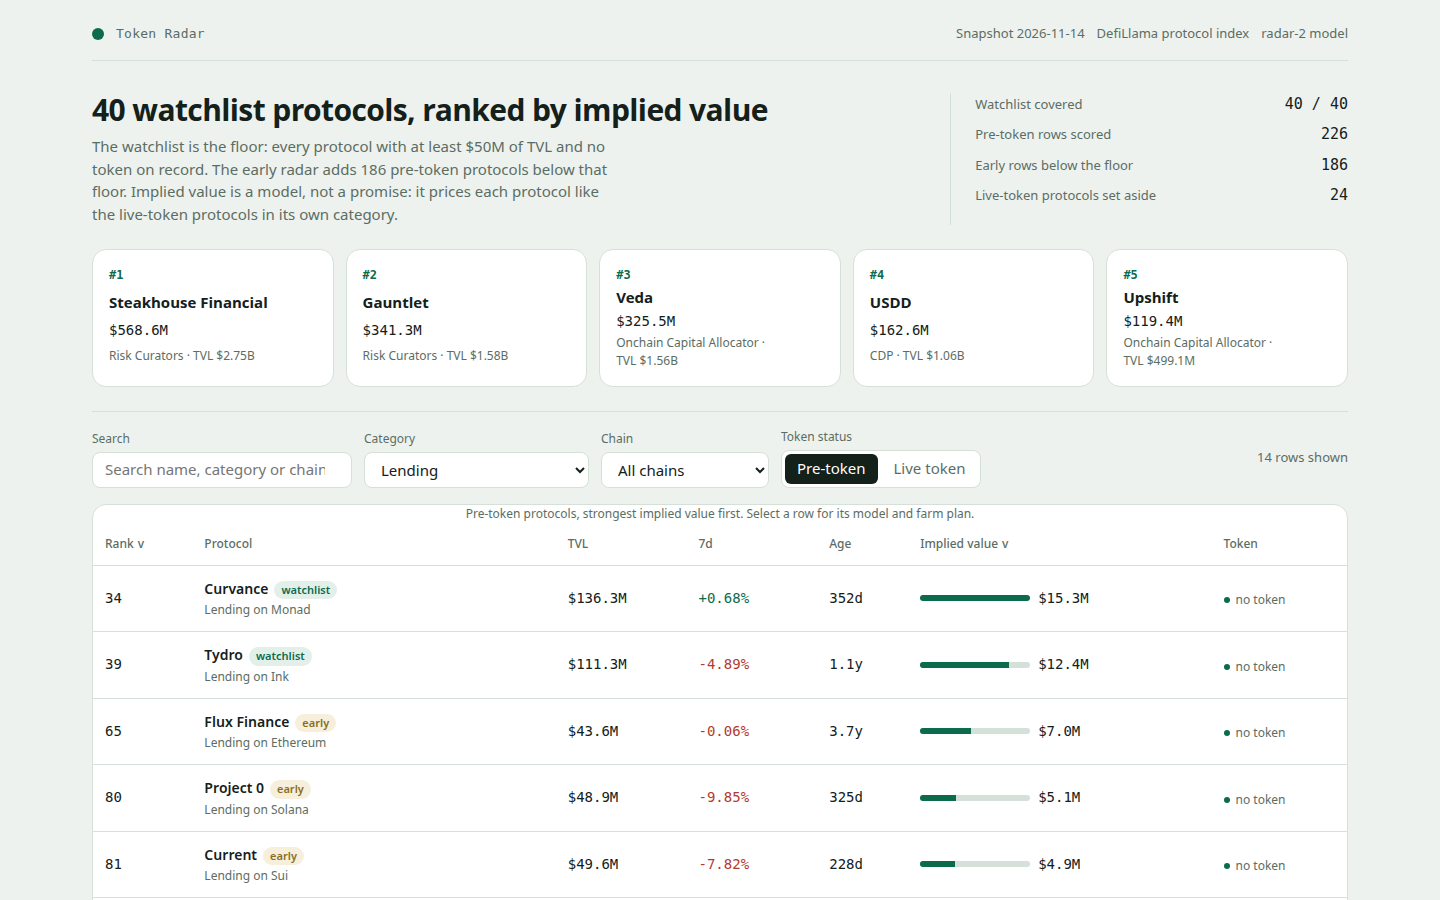 Token Radar
Snapshot 2026-11-14 DefiLlama protocol index radar-2 model
40 watchlist protocols, ranked by implied value
The watchlist is the floor: every protocol with at least $50M of TVL and no
token on record. The early radar adds 186 pre-token protocols below that
floor. Implied value is a model, not a promise: it prices each protocol like
the live-token protocols in its own category.
Watchlist covered 40 / 40
Pre-token rows scored 226
Early rows below the floor 186
Live-token protocols set aside 24
#1
Steakhouse Financial
$568.6M
Risk Curators · TVL $2.75B
#2
Gauntlet
$341.3M
Risk Curators · TVL $1.58B
#3
Veda
$325.5M
Onchain Capital Allocator ·
TVL $1.56B
#4
USDD
$162.6M
CDP · TVL $1.06B
#5
Upshift
$119.4M
Onchain Capital Allocator ·
TVL $499.1M
Search
Search name, category or chain
Category
Lending
Chain
All chains
Token status
Pre-token Live token
14 rows shown
Pre-token protocols, strongest implied value first. Select a row for its model and farm plan.
Rank v Protocol TVL 7d Age Implied value v Token
34 Curvance watchlist $136.3M +0.68% 352d $15.3M no token
Lending on Monad
39 Tydro watchlist $111.3M -4.89% 1.1y $12.4M no token
Lending on Ink
65 Flux Finance early $43.6M -0.06% 3.7y $7.0M no token
Lending on Ethereum
80 Project 0 early $48.9M -9.85% 325d $5.1M no token
Lending on Solana
81 Current early $49.6M -7.82% 228d $4.9M no token
Lending on Sui